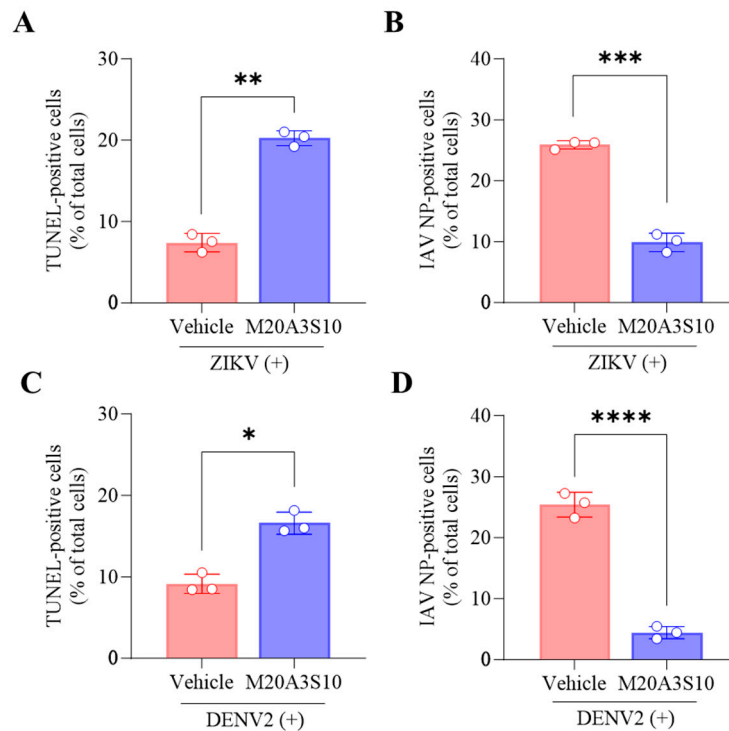 A
TUNEL-positive cells
(% of total cells)
30
20
10
0
**
Vehicle M20A3S10
ZIKV (+)
B
IAV NP-positive cells
(% of total cells)
40
30
20
10
0
***
Vehicle M20A3S10
ZIKV (+)
C
TUNEL-positive cells
(% of total cells)
30
20
10
0
*
Vehicle M20A3S10
DENV2 (+)
D
IAV NP-positive cells
(% of total cells)
40
30
20
10
0
****
Vehicle M20A3S10
DENV2 (+)